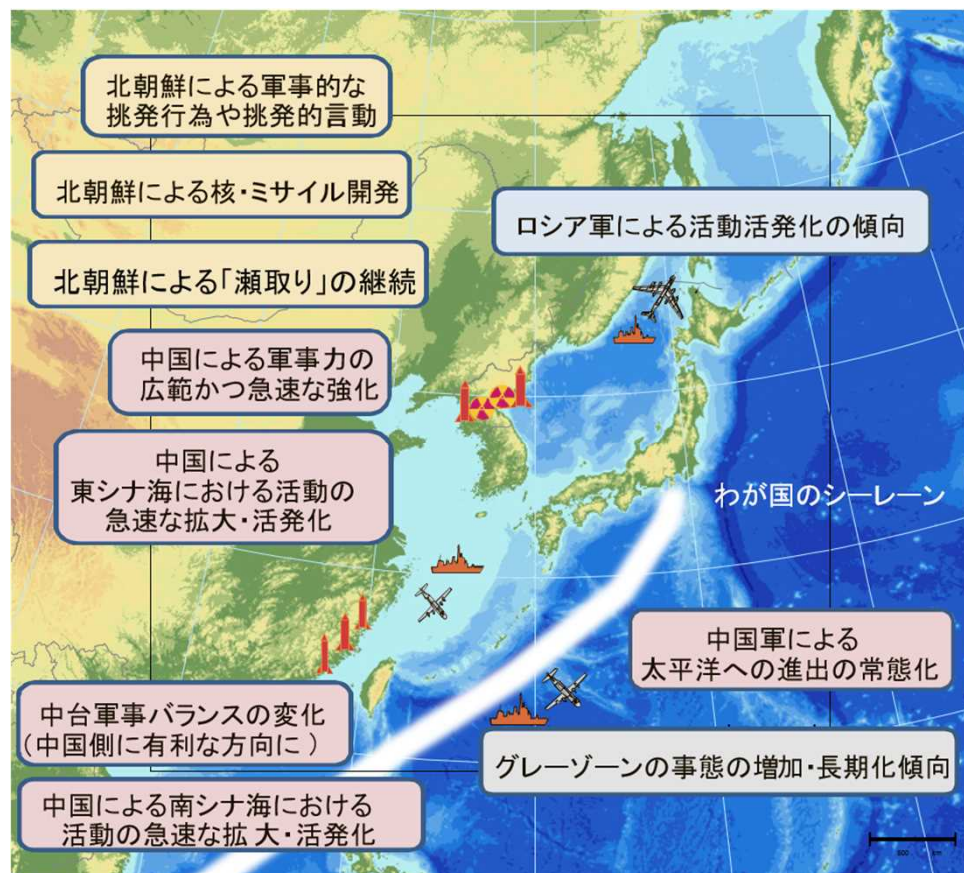 北朝鮮による軍事的な
挑発行為や挑発的言動
北朝鮮による核・ミサイル開発
ロシア軍による活動活発化の傾向
北朝鮮による「瀬取り」の継続
中国による軍事力の
広範かつ急速な強化
中国による
東シナ海における活動の
急速な拡大・活発化
わが国のシーレーン
中国軍による
太平洋への進出の常態化
中台軍事バランスの変化
(中国側に有利な方向に )
グレーゾーンの事態の増加・長期化傾向
中国による南シナ海における
活動の急速な拡 大・活発化